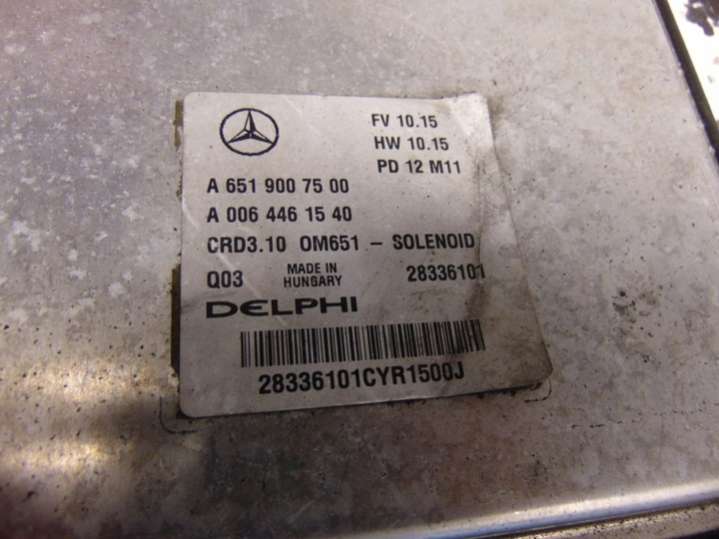 FV 10.15
HW 10.15
PD 12 M11
A 651 900 75 00
A 006 446 15 40
CRD3.10 OM651 - SOLENOID
Q03 MADE IN HUNGARY 28336101
DELPHI
28336101CYR1500J